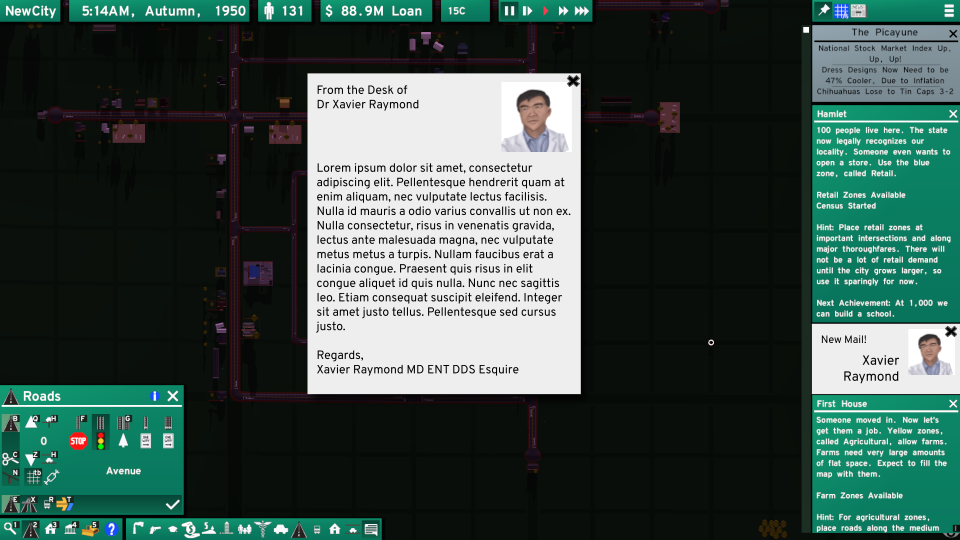 NewCity
5:14AM, Autumn, 1950
131
$ 88.9M Loan
15C
From the Desk of
Dr Xavier Raymond
Lorem ipsum dolor sit amet, consectetur
adipiscing elit. Pellentesque hendrerit quam at
enim aliquam, nec vulputate lectus facilisis.
Nulla id mauris a odio varius convallis ut non ex.
Nulla consectetur, risus in venenatis gravida,
lectus ante malesuada magna, nec vulputate
metus metus a turpis. Nullam faucibus erat a
lacinia congue. Praesent quis risus in elit
congue aliquet id quis nulla. Nunc nec sagittis
leo. Etiam consequat suscipit eleifend. Integer
sit amet justo tellus. Pellentesque sed cursus
justo.
Regards,
Xavier Raymond MD ENT DDS Esquire
The Picayune
National Stock Market Index Up,
Up, Up!
Dress Designs Now Need to be
47% Cooler, Due to Inflation
Chihuahuas Lose to Tin Caps 3-2
Hamlet
100 people live here. The state
now legally recognizes our
locality. Someone even wants to
open a store. Use the blue
zone, called Retail.
Retail Zones Available
Census Started
Hint: Place retail zones at
important intersections and along
major thoroughfares. There will
not be a lot of retail demand
until the city grows larger, so
use it sparingly for now.
Next Achievement: At 1,000 we
can build a school.
New Mail!
Xavier
Raymond
First House
Someone moved in. Now let's
get them a job. Yellow zones,
called Agricultural, allow farms.
Farms need very large amounts
of flat space. Expect to fill the
map with them.
Farm Zones Available
Hint: For agricultural zones,
place roads along the medium
Roads
B Q H F T G
0 STOP
C Z H
Avenue
N tb
E X R T
1 2 3 4 5 ?